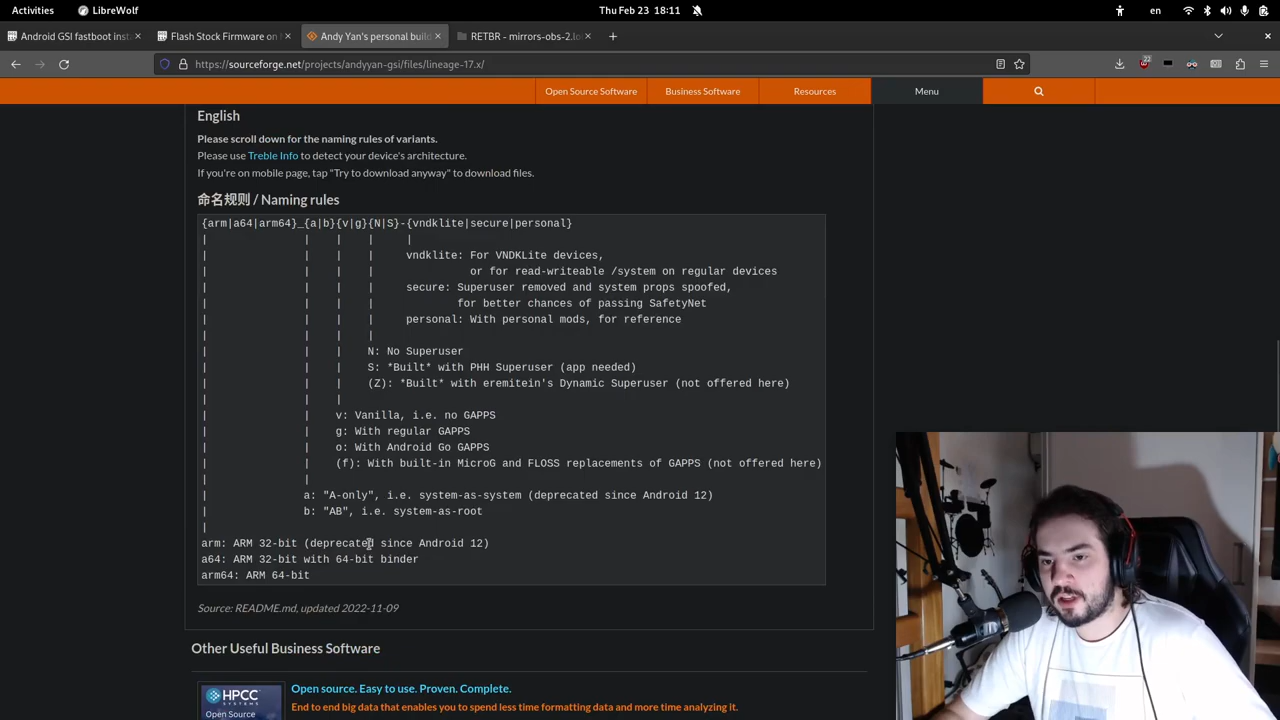 Activities
LibreWolf
Thu Feb 23 18:11
en
Android GSI fastboot inst
Flash Stock Firmware on
Andy Yan's personal build
RETBR - mirrors-obs-2.lo
https://sourceforge.net/projects/andyyan-gsi/files/lineage-17.x/
22
Open Source Software
Business Software
Resources
Menu
English
Please scroll down for the naming rules of variants.
Please use Treble Info to detect your device's architecture.
If you're on mobile page, tap "Try to download anyway" to download files.
命名规则 / Naming rules
{arm|a64|arm64}_{a|b}{v|g}{N|S}-{vndklite|secure|personal}
| | | | |
| | | | vndklite: For VNDKLite devices,
| | | | or for read-writeable /system on regular devices
| | | | secure: Superuser removed and system props spoofed,
| | | | for better chances of passing SafetyNet
| | | | personal: With personal mods, for reference
| | | |
| | | N: No Superuser
| | | S: *Built* with PHH Superuser (app needed)
| | | (Z): *Built* with eremitein's Dynamic Superuser (not offered here)
| | |
| | v: Vanilla, i.e. no GAPPS
| | g: With regular GAPPS
| | o: With Android Go GAPPS
| | (f): With built-in MicroG and FLOSS replacements of GAPPS (not offered here)
| |
| a: "A-only", i.e. system-as-system (deprecated since Android 12)
| b: "AB", i.e. system-as-root
|
arm: ARM 32-bit (deprecated since Android 12)
a64: ARM 32-bit with 64-bit binder
arm64: ARM 64-bit
Source: README.md, updated 2022-11-09
Other Useful Business Software
HPCC
SYSTEMS
Open Source
Open source. Easy to use. Proven. Complete.
End to end big data that enables you to spend less time formatting data and more time analyzing it.